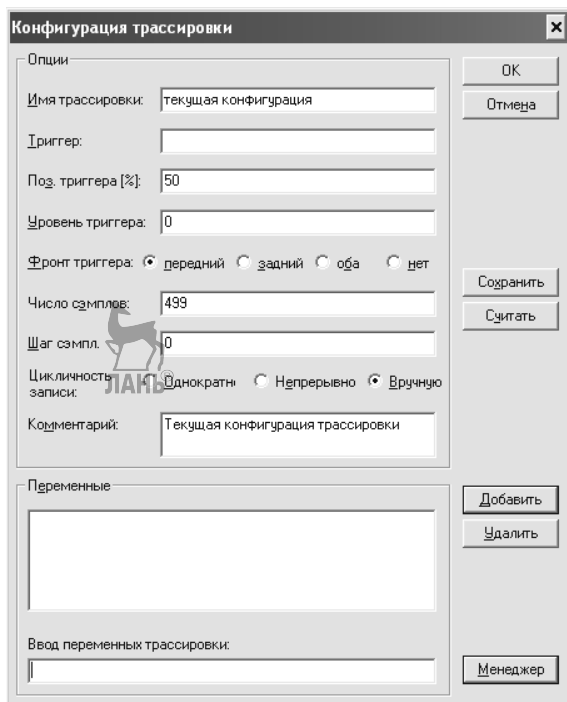 Конфигурация трассировки
Опции
Имя трассировки: текущая конфигурация
Триггер:
Поз. триггера [%]: 50
Уровень триггера: 0
Фронт триггера: передний задний оба нет
Число сэмплов: 499
Шаг сэмпл. 0
Цикличность записи: Однократн Непрерывно Вручную
Комментарий: Текущая конфигурация трассировки
ЛАНЬ®
OK
Отмена
Сохранить
Считать
Переменные
Ввод переменных трассировки:
Добавить
Удалить
Менеджер